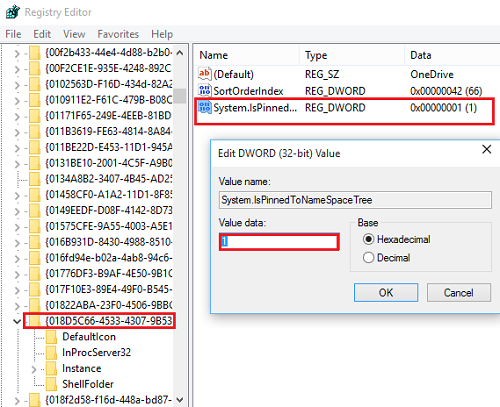 Registry Editor
File Edit View Favorites Help
{00f2b433-44e4-4d88-b2b0-
{00F2CE1E-935E-4248-892C
{0102563D-F16D-434d-82A2
{010911E2-F61C-479B-B08C
{01171F65-249E-4EEB-81BD
{011B3619-FE63-4814-8A84
{011BE22D-E453-11D1-945A
{0131BE10-2001-4C5F-A9B0
{0134A8B2-3407-4B45-AD25
{01458CF0-A1A2-11D1-8F85
{0149EEDF-D08F-4142-8D73
{01575CFE-9A55-4003-A5E1
{016B931D-4430-4988-8510
{016fd94e-b02a-4ab8-94c6-
{01776DF3-B9AF-4E50-9B1C
{017F10E3-89E4-49F0-B545-
{01822ABA-23F0-4506-9BBC
{018D5C66-4533-4307-9B53
DefaultIcon
InProcServer32
Instance
ShellFolder
{018f2d58-f16d-448a-bd87-
Name Type Data
(Default) REG_SZ OneDrive
SortOrderIndex REG_DWORD 0x00000042 (66)
System.IsPinned... REG_DWORD 0x00000001 (1)
Edit DWORD (32-bit) Value
Value name:
System.IsPinnedToNameSpaceTree
Value data:
1
Base
Hexadecimal
Decimal
OK Cancel